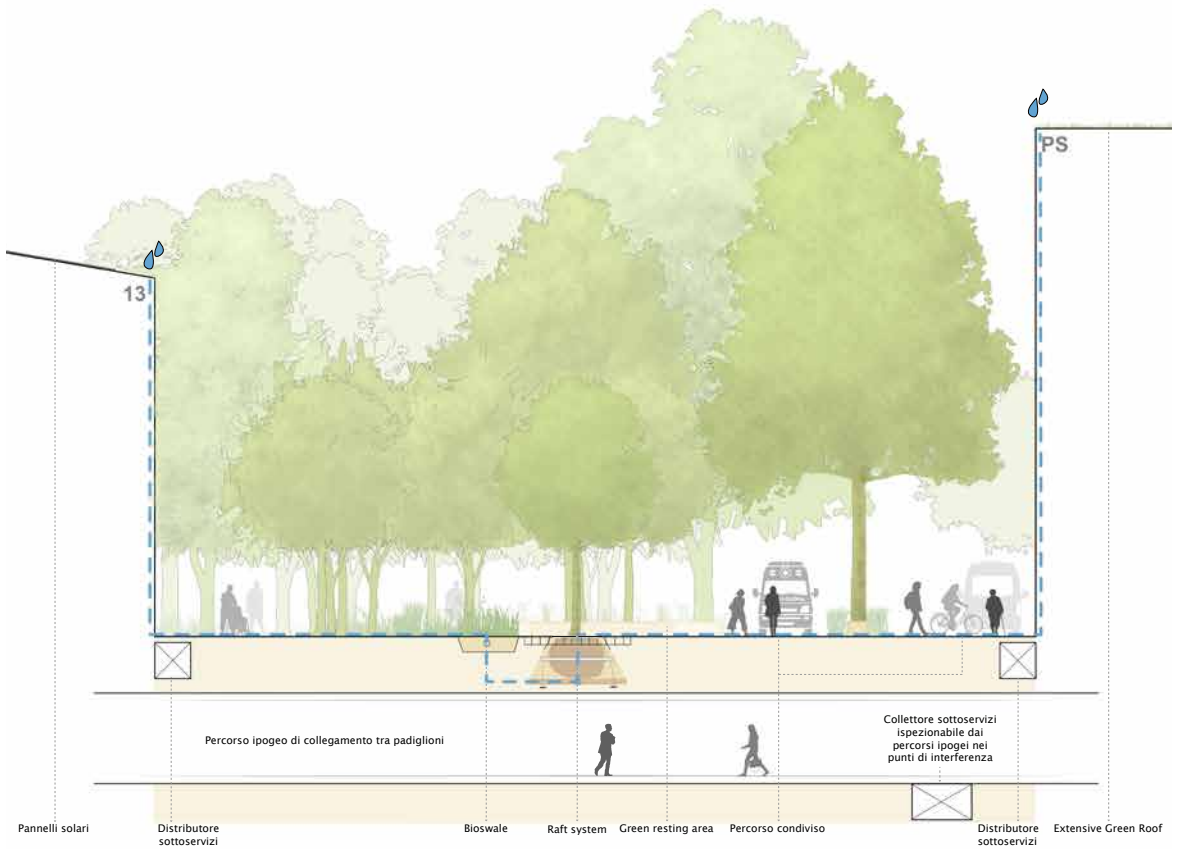 PS
13
Percorso ipogeo di collegamento tra padiglioni
Collettore sottoservizi
ispezionabile dai
percorsi ipogei nei
punti di interferenza
Pannelli solari
Distributore
sottoservizi
Bioswale
Raft system
Green resting area
Percorso condiviso
Distributore
sottoservizi
Extensive Green Roof